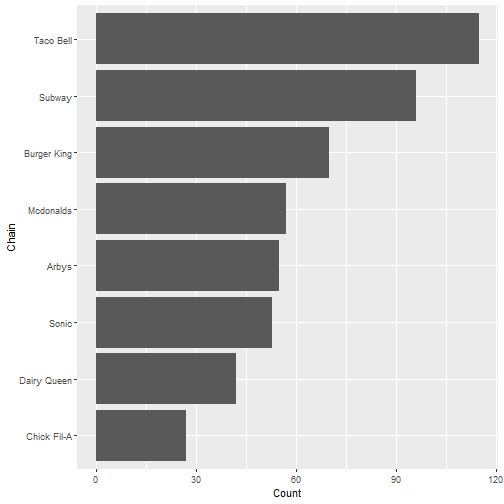 Taco Bell
Subway
Burger King
Mcdonalds
Arbys
Sonic
Dairy Queen
Chick Fil-A
Chain
0 30 60 90 120
Count